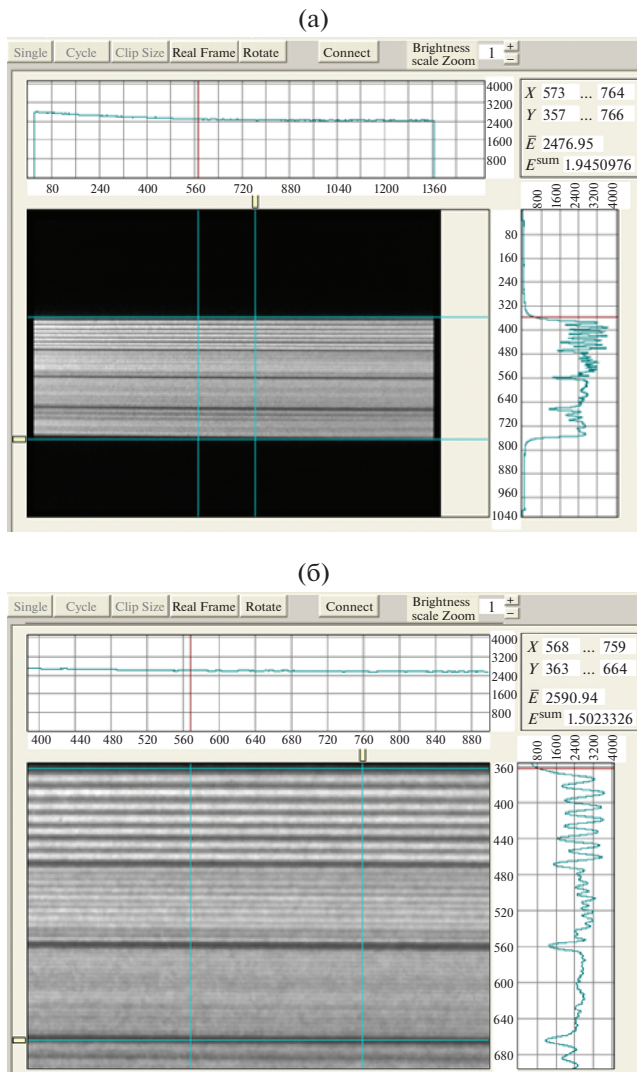 (а)
Single Cycle Clip Size Real Frame Rotate Connect Brightness scale Zoom 1 + −
4000
3200
2400
1600
800
80 240 400 560 720 880 1040 1200 1360
X 573 ... 764
Y 357 ... 766
E̅ 2476.95
E^sum 1.9450976
800 1600 2400 3200 4000
80
160
240
320
400
480
560
640
720
800
880
960
1040
(б)
Single Cycle Clip Size Real Frame Rotate Connect Brightness scale Zoom 1 + −
4000
3200
2400
1600
800
400 440 480 520 560 600 640 680 720 760 800 840 880
X 568 ... 759
Y 363 ... 664
E̅ 2590.94
E^sum 1.5023326
800 1600 2400 3200 4000
360
400
440
480
520
560
600
640
680